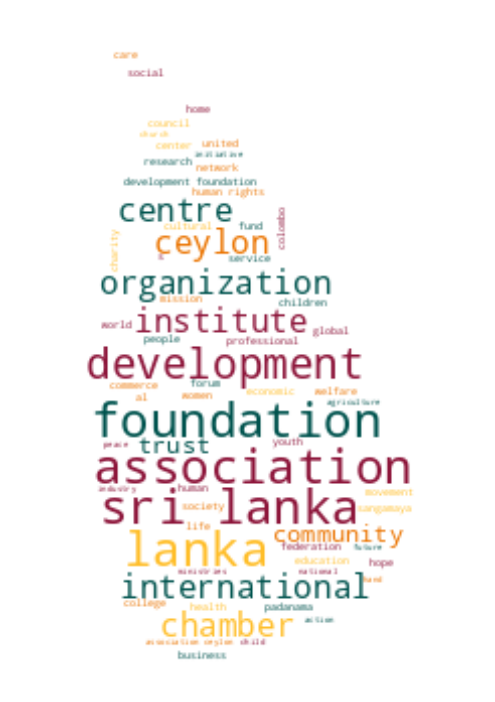 care
social
home
council
church
center united
initiative
research
network
development foundation
human rights
centre
cultural fund
colombo
charity
ceylon
service
organization
mission
children
world institute global
people professional
development
commerce forum
al women economic welfare
agriculture
foundation
peace trust youth
association
industry human
movement
sri lanka
society sangamaya
life
lanka community
federation future
education hope
ministries national
hand
international
college health padanama
action
chamber
association ceylon child
business